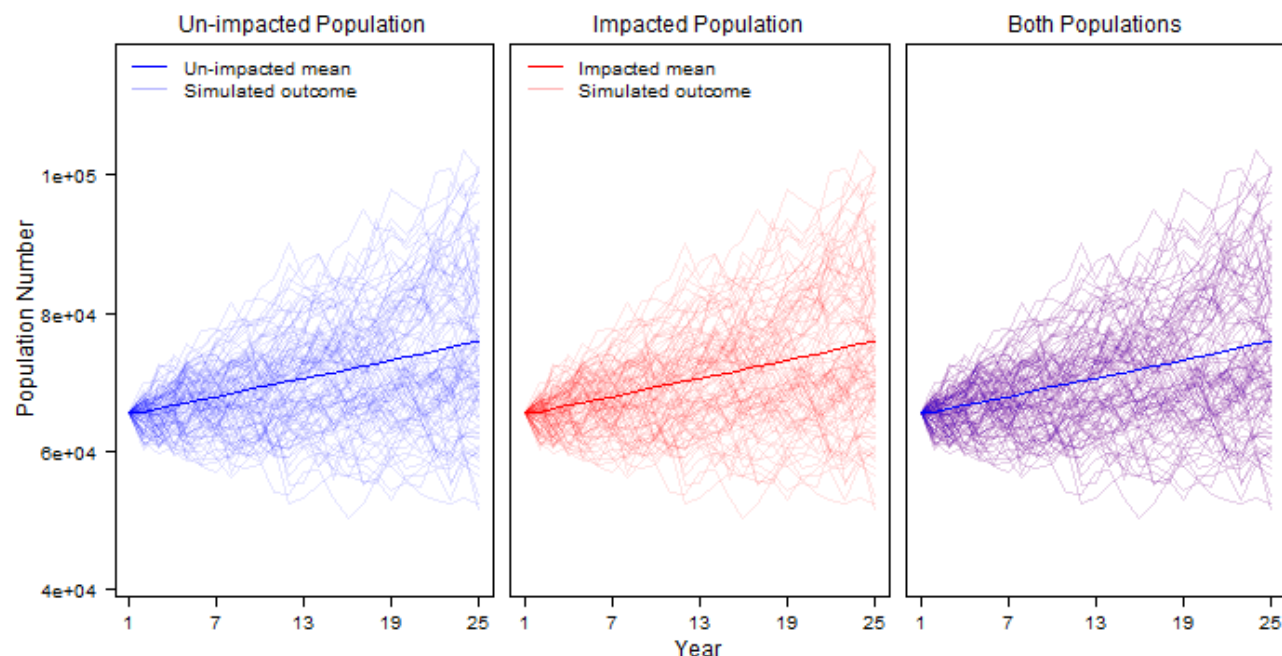 Un-impacted Population
Impacted Population
Both Populations
Un-impacted mean
Simulated outcome
Impacted mean
Simulated outcome
Population Number
1e+05
8e+04
6e+04
4e+04
1 7 13 19 25
1 7 13 19 25
1 7 13 19 25
Year